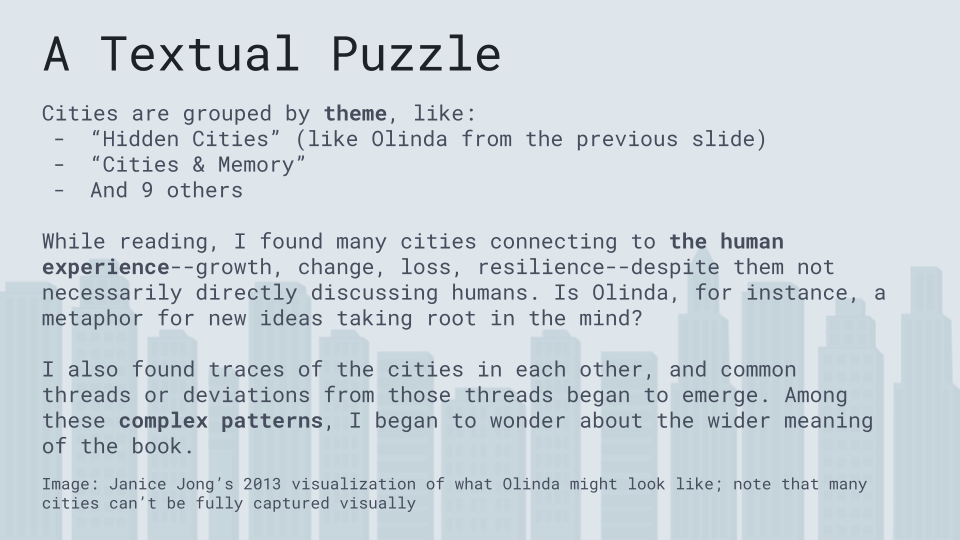 A Textual Puzzle
Cities are grouped by theme, like:
- “Hidden Cities” (like Olinda from the previous slide)
- “Cities & Memory”
- And 9 others
While reading, I found many cities connecting to the human
experience--growth, change, loss, resilience--despite them not
necessarily directly discussing humans. Is Olinda, for instance, a
metaphor for new ideas taking root in the mind?
I also found traces of the cities in each other, and common
threads or deviations from those threads began to emerge. Among
these complex patterns, I began to wonder about the wider meaning
of the book.
Image: Janice Jong’s 2013 visualization of what Olinda might look like; note that many
cities can’t be fully captured visually